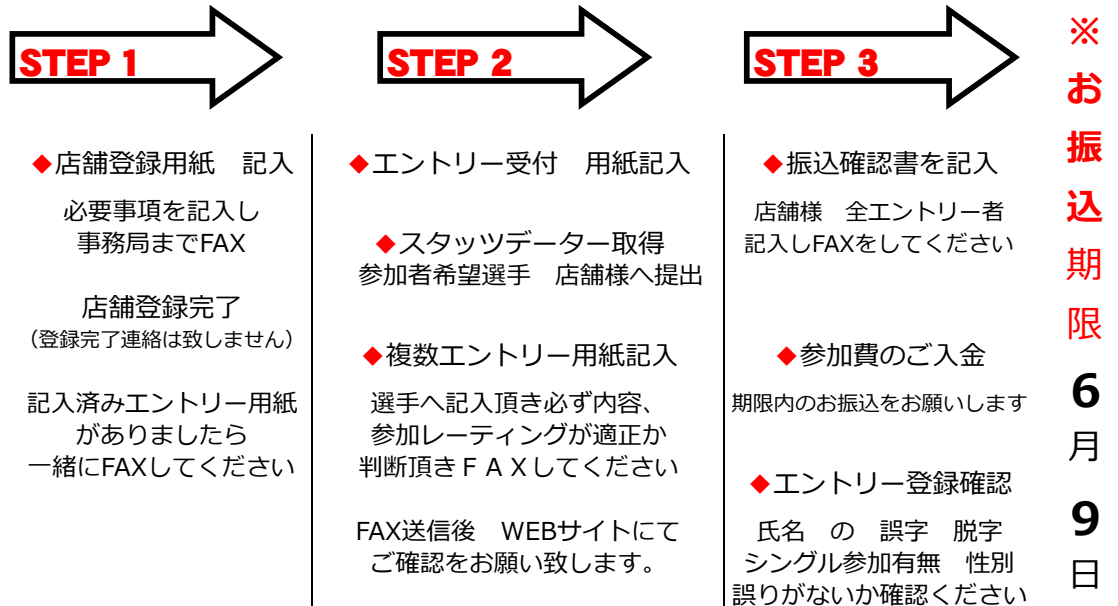 STEP 1
◆店舗登録用紙　記入
必要事項を記入し
事務局までFAX
店舗登録完了
（登録完了連絡は致しません）
記入済みエントリー用紙
がありましたら
一緒にFAXしてください
STEP 2
◆エントリー受付　用紙記入
◆スタッツデーター取得
参加者希望選手　店舗様へ提出
◆複数エントリー用紙記入
選手へ記入頂き必ず内容、
参加レーティングが適正か
判断頂きＦＡＸしてください
FAX送信後　WEBサイトにて
ご確認をお願い致します。
STEP 3
◆振込確認書を記入
店舗様　全エントリー者
記入しFAXをしてください
◆参加費のご入金
期限内のお振込をお願いします
◆エントリー登録確認
氏名　の　誤字　脱字
シングル参加有無　性別
誤りがないか確認ください
※お振込期限6月9日